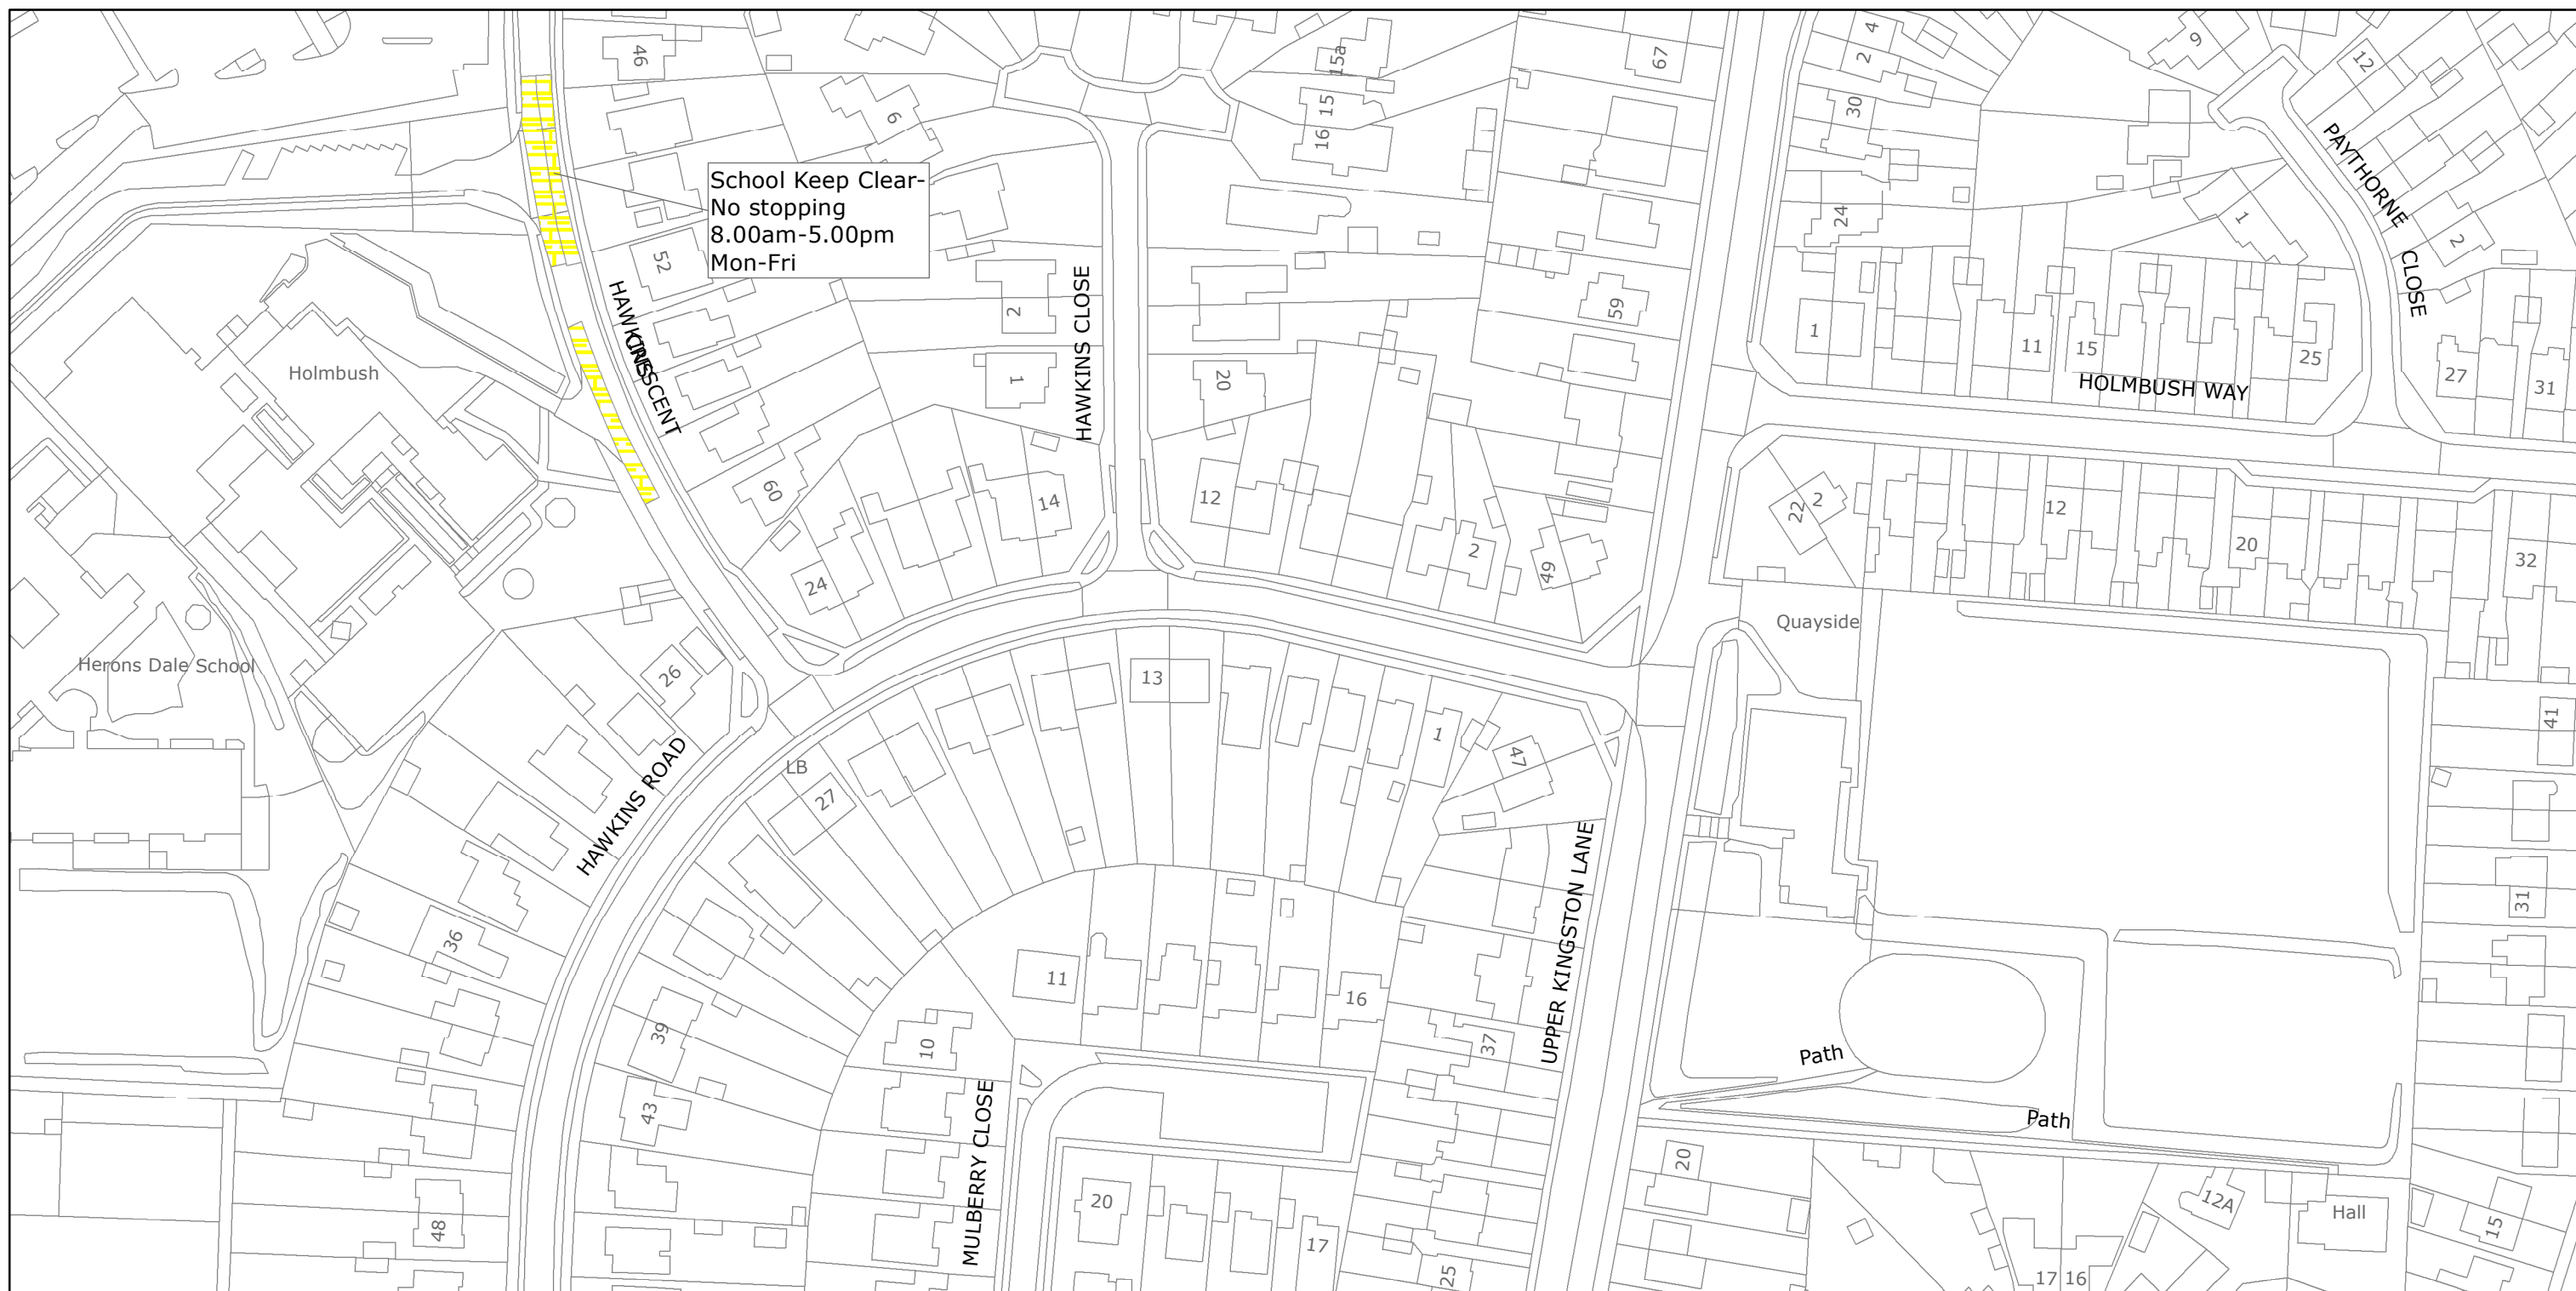 46
6
15a
15
16
67
4
2
30
9
12
PAYTHORNE
CLOSE
School Keep Clear-
No stopping
8.00am-5.00pm
Mon-Fri
52
24
1
2
HAWKINS
CRESCENT
HAWKINS CLOSE
2
1
59
1
11
15
25
27
31
HOLMBUSH WAY
Holmbush
20
60
14
12
24
2
49
22
2
12
20
32
Quayside
Herons Dale School
26
13
1
47
41
HAWKINS ROAD
LB
27
UPPER KINGSTON LANE
31
36
11
16
39
10
37
Path
43
MULBERRY CLOSE
Path
48
20
17
25
20
12A
Hall
15
17
16